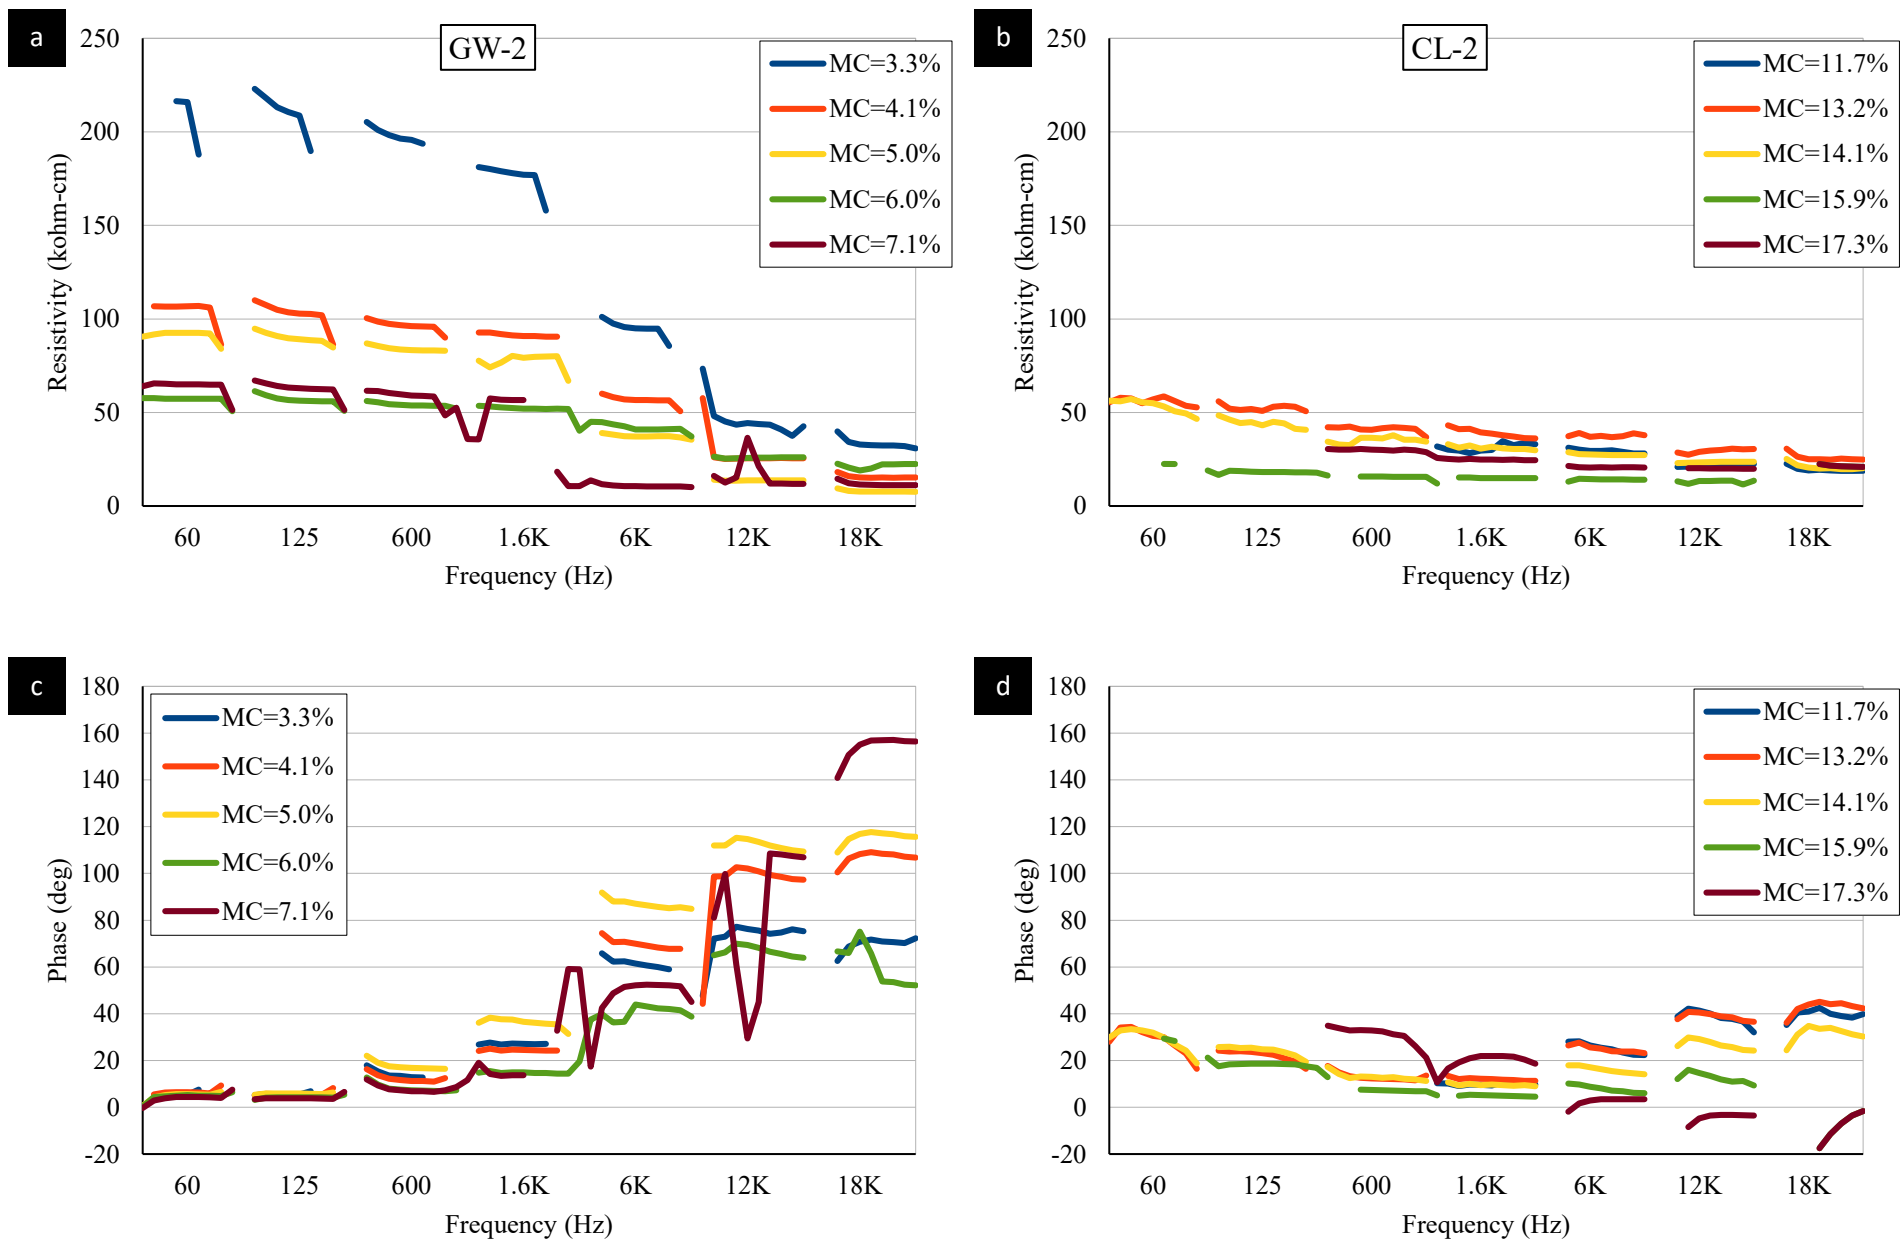 a
GW-2
250
200
150
100
50
0
Resistivity (kohm-cm)
60 125 600 1.6K 6K 12K 18K
Frequency (Hz)
MC=3.3%
MC=4.1%
MC=5.0%
MC=6.0%
MC=7.1%
b
CL-2
250
200
150
100
50
0
Resistivity (kohm-cm)
60 125 600 1.6K 6K 12K 18K
Frequency (Hz)
MC=11.7%
MC=13.2%
MC=14.1%
MC=15.9%
MC=17.3%
c
180
160
140
120
100
80
60
40
20
0
-20
Phase (deg)
60 125 600 1.6K 6K 12K 18K
Frequency (Hz)
MC=3.3%
MC=4.1%
MC=5.0%
MC=6.0%
MC=7.1%
d
180
160
140
120
100
80
60
40
20
0
-20
Phase (deg)
60 125 600 1.6K 6K 12K 18K
Frequency (Hz)
MC=11.7%
MC=13.2%
MC=14.1%
MC=15.9%
MC=17.3%